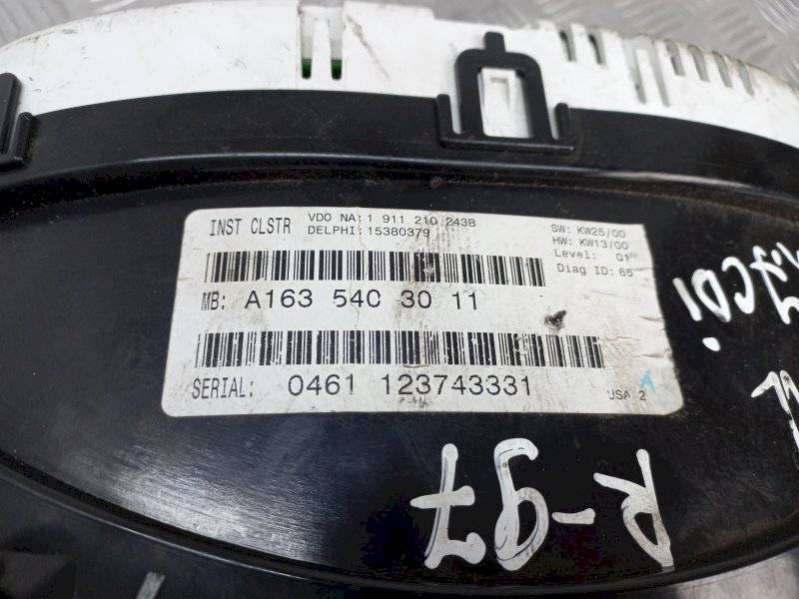 INST CLSTR
VDO NA: 1 911 210 2438
DELPHI: 15380379
SW: KW25/00
HW: KW13/00
Level: 01
Diag ID: 65
MB: A163 540 30 11
SERIAL: 0461 123743331
USA 2
CDI
R-97